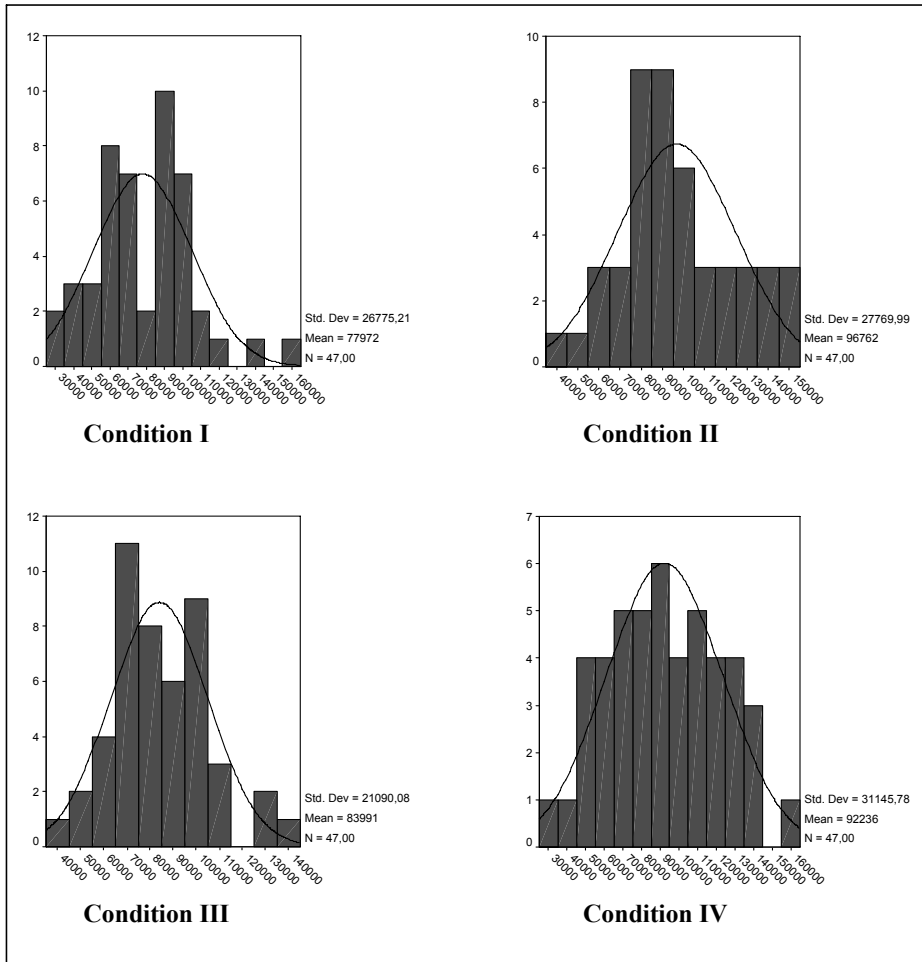 12
10
8
6
4
2
0
30000 40000 50000 60000 70000 80000 90000 100000 110000 120000 130000 140000 150000 160000
Std. Dev = 26775,21
Mean = 77972
N = 47,00
Condition I
10
8
6
4
2
0
40000 50000 60000 70000 80000 90000 100000 110000 120000 130000 140000 150000
Std. Dev = 27769,99
Mean = 96762
N = 47,00
Condition II
12
10
8
6
4
2
0
40000 50000 60000 70000 80000 90000 100000 110000 120000 130000 140000
Std. Dev = 21090,08
Mean = 83991
N = 47,00
Condition III
7
6
5
4
3
2
1
0
30000 40000 50000 60000 70000 80000 90000 100000 110000 120000 130000 140000 150000 160000
Std. Dev = 31145,78
Mean = 92236
N = 47,00
Condition IV